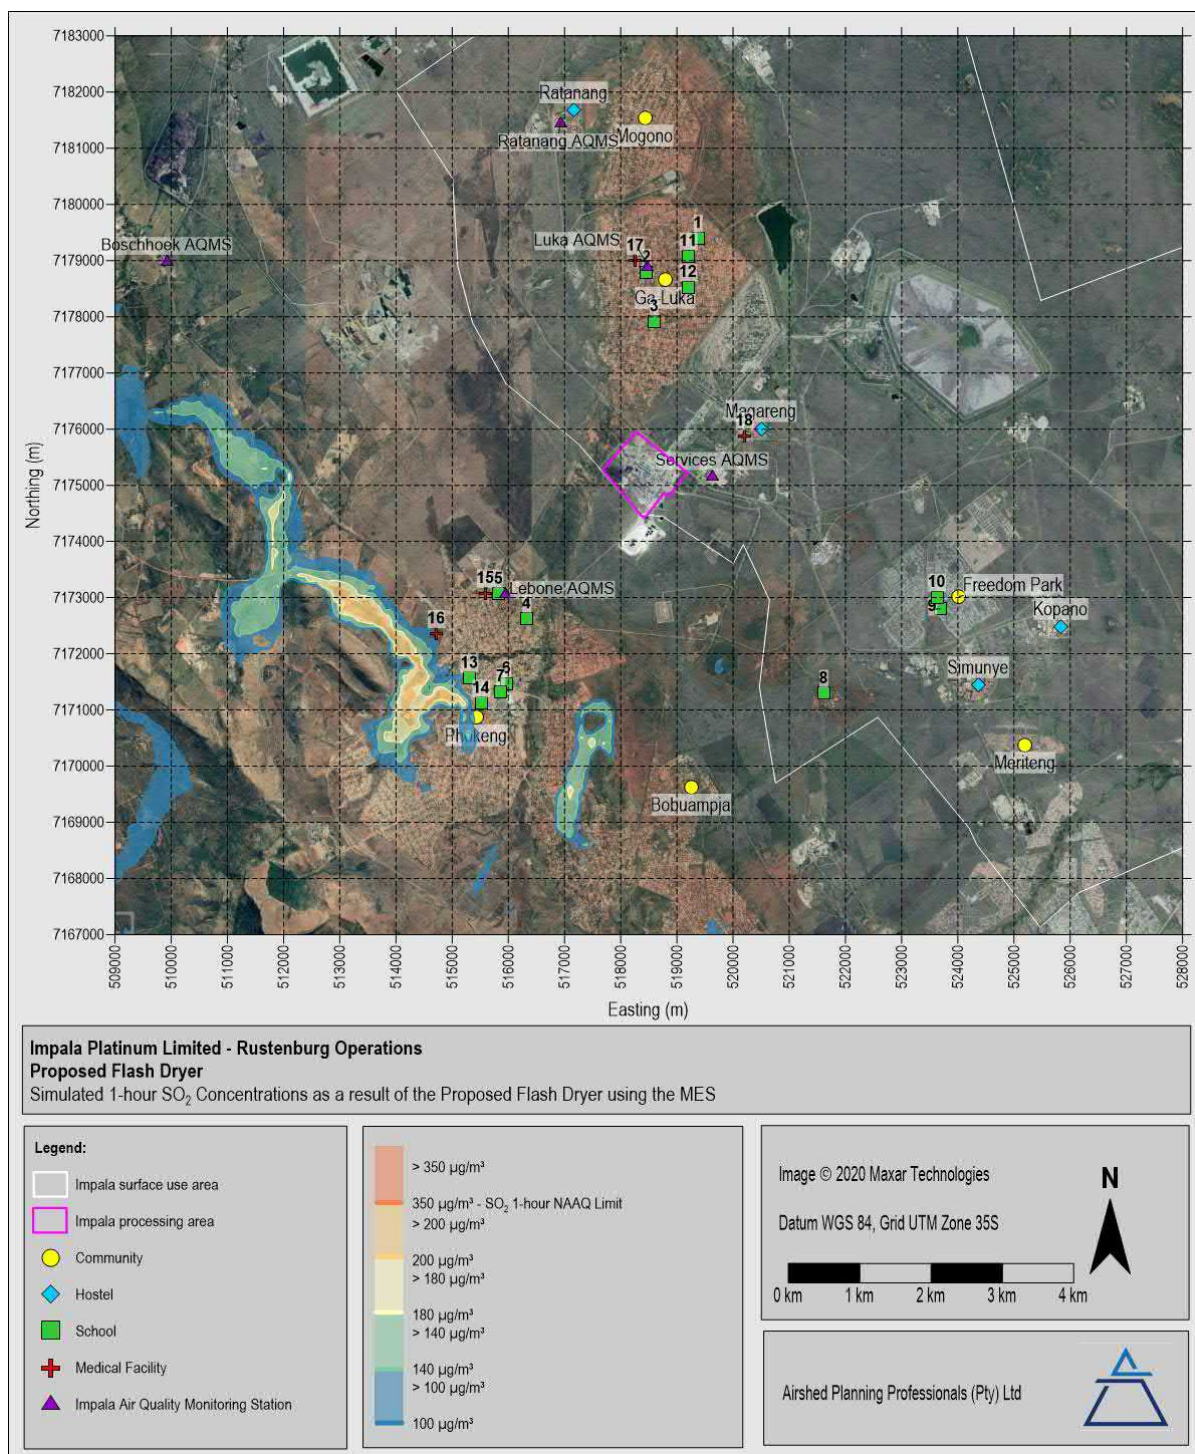 7183000
7182000
7181000
7180000
7179000
7178000
7177000
7176000
7175000
7174000
7173000
7172000
7171000
7170000
7169000
7168000
7167000
Northing (m)
Ratanang
Mogono
Ratanang AQMS
Boschhoek AQMS
Luka AQMS
17
1
11
2
12
Ga-Luka
3
Magareng
18
Services AQMS
155
Lebone AQMS
4
16
10
Freedom Park
9
Kopano
Simunye
13
6
7
14
8
Phokeng
Meriteng
Bobuampja
509000
510000
511000
512000
513000
514000
515000
516000
517000
518000
519000
520000
521000
522000
523000
524000
525000
526000
527000
528000
Easting (m)
Impala Platinum Limited - Rustenburg Operations
Proposed Flash Dryer
Simulated 1-hour SO₂ Concentrations as a result of the Proposed Flash Dryer using the MES
Legend:
Impala surface use area
Impala processing area
Community
Hostel
School
Medical Facility
Impala Air Quality Monitoring Station
> 350 µg/m³
350 µg/m³ - SO₂ 1-hour NAAQ Limit
> 200 µg/m³
200 µg/m³
> 180 µg/m³
180 µg/m³
> 140 µg/m³
140 µg/m³
> 100 µg/m³
100 µg/m³
Image © 2020 Maxar Technologies
Datum WGS 84, Grid UTM Zone 35S
N
0 km 1 km 2 km 3 km 4 km
Airshed Planning Professionals (Pty) Ltd